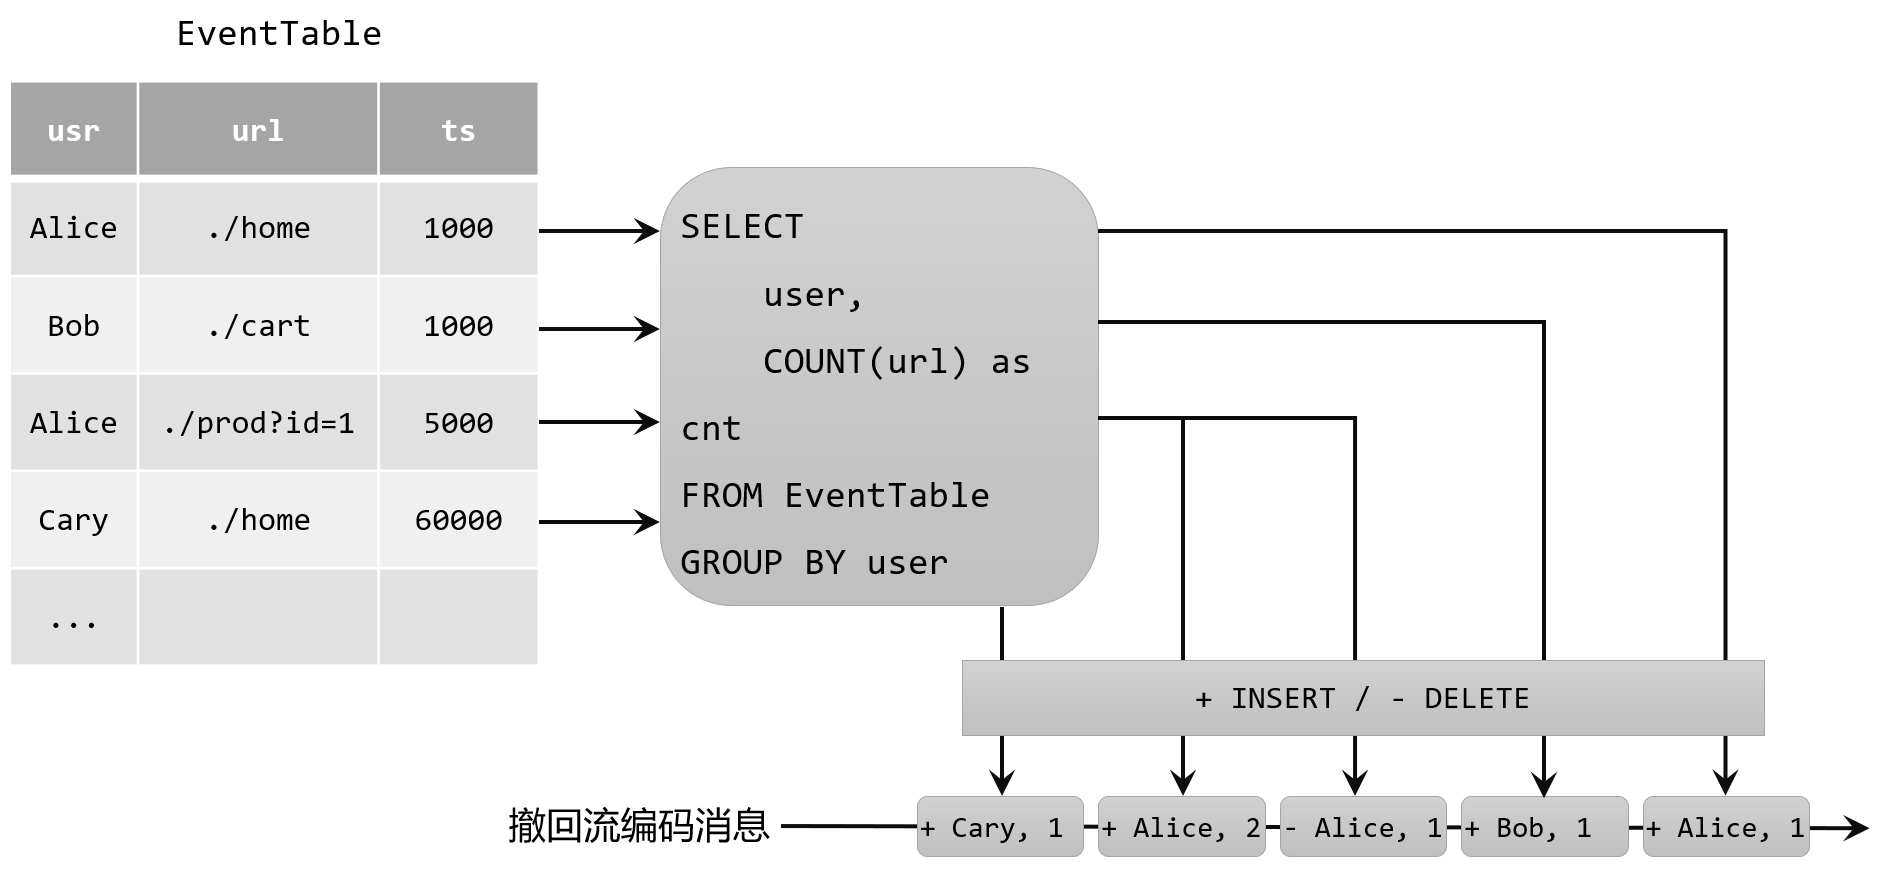 EventTable
usr url ts
Alice ./home 1000
Bob ./cart 1000
Alice ./prod?id=1 5000
Cary ./home 60000
...
SELECT
user,
COUNT(url) as
cnt
FROM EventTable
GROUP BY user
+ INSERT / - DELETE
撤回流编码消息
+ Cary, 1
+ Alice, 2
- Alice, 1
+ Bob, 1
+ Alice, 1